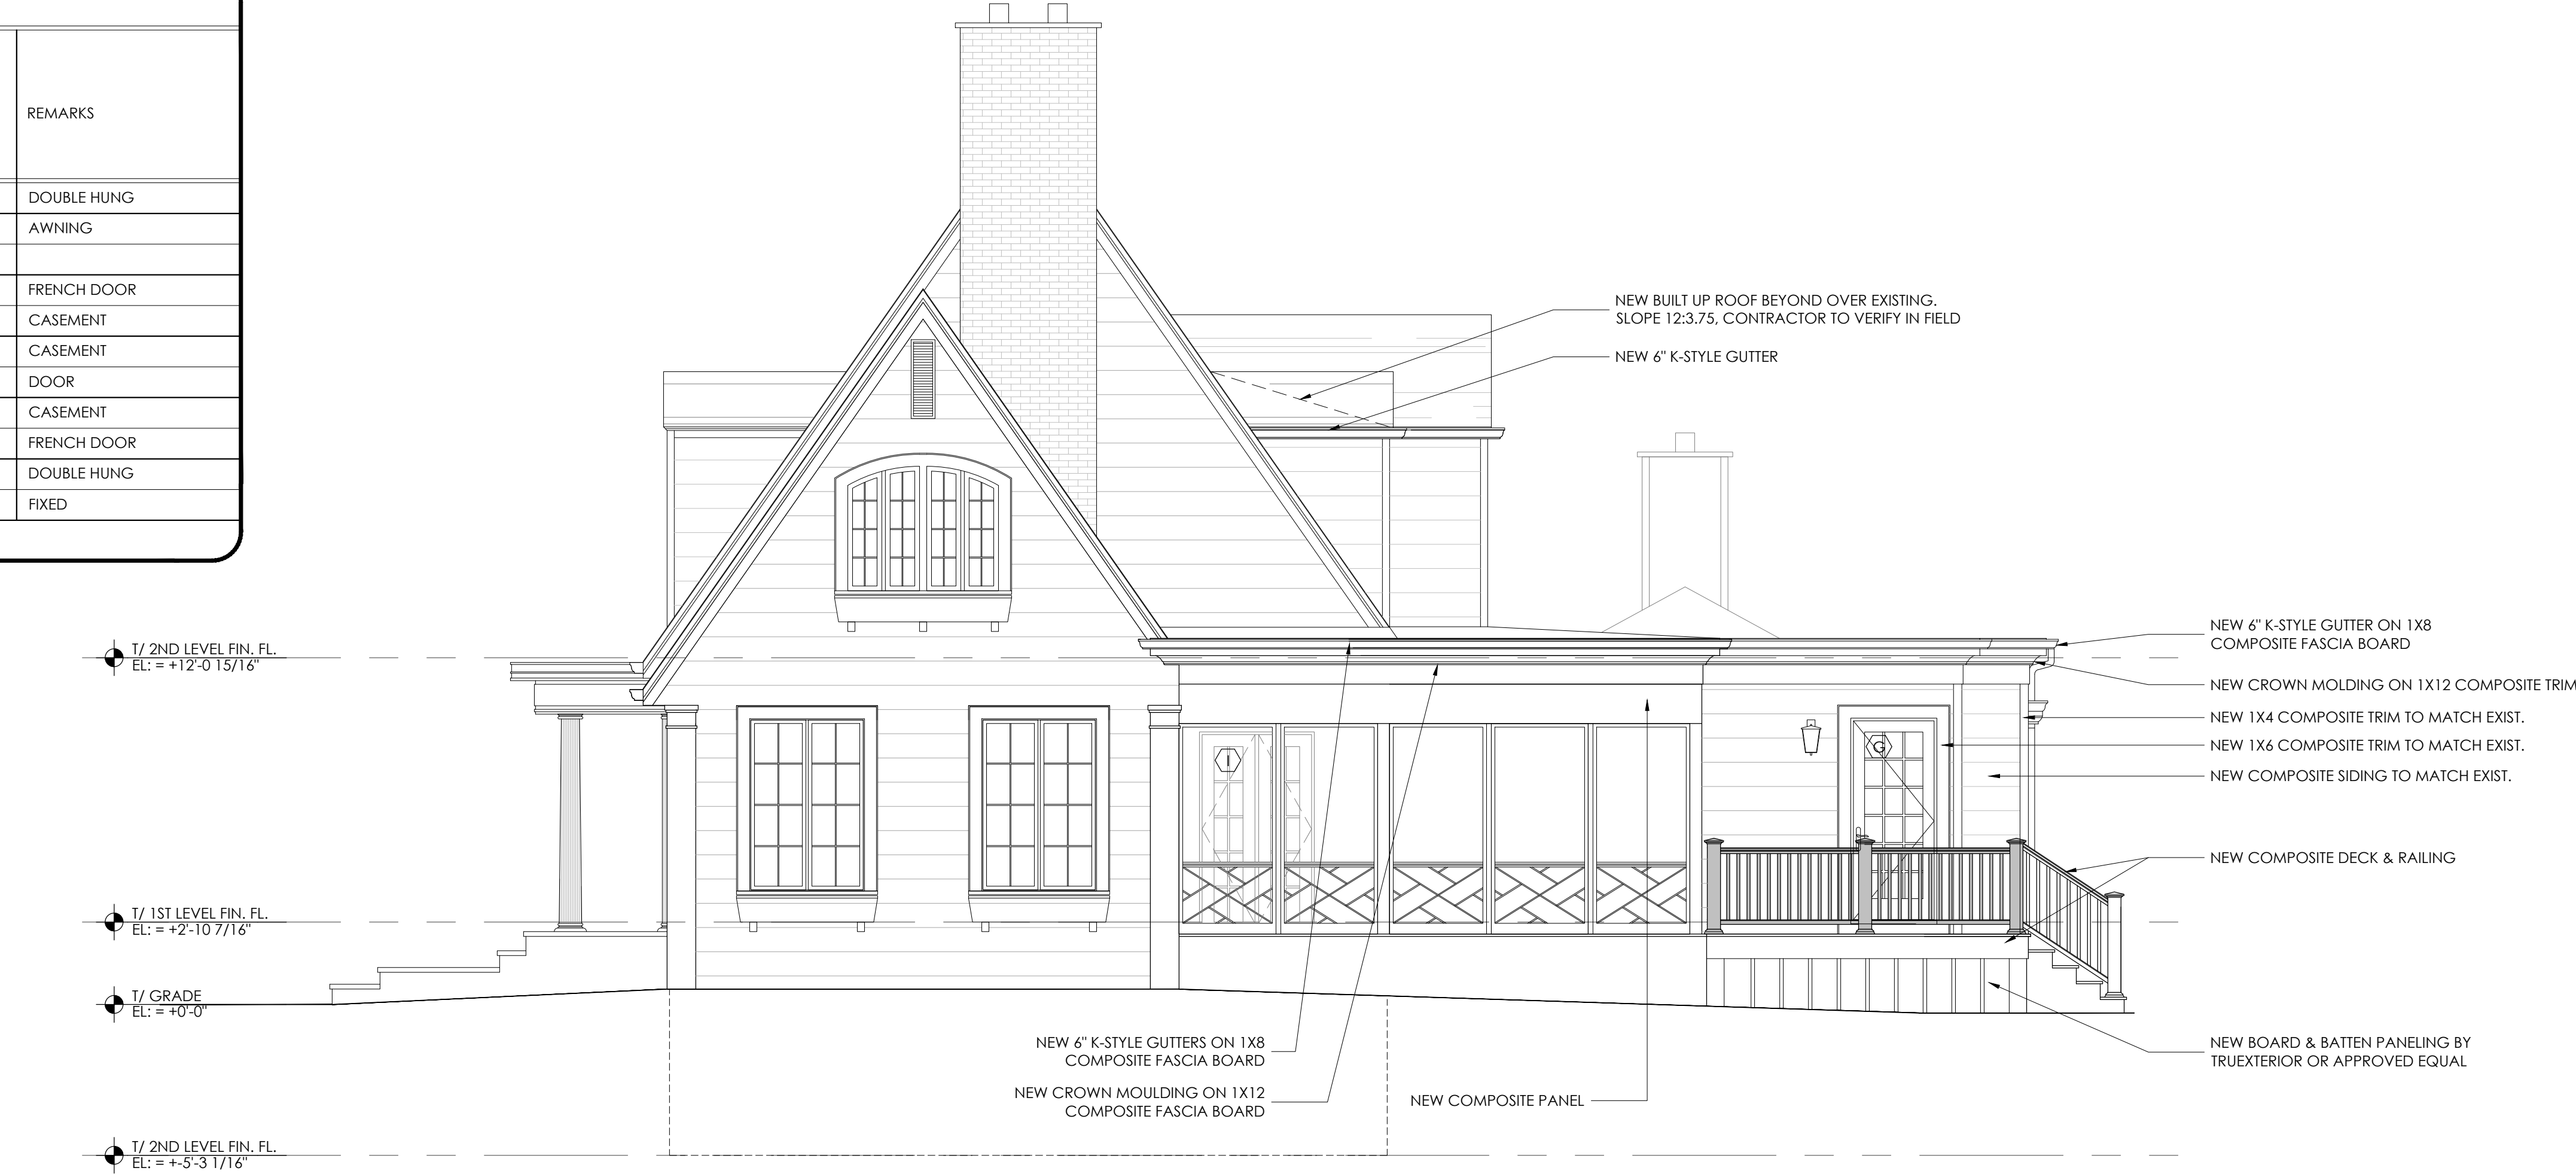 REMARKS
DOUBLE HUNG
AWNING
FRENCH DOOR
CASEMENT
CASEMENT
DOOR
CASEMENT
FRENCH DOOR
DOUBLE HUNG
FIXED
NEW BUILT UP ROOF BEYOND OVER EXISTING.
SLOPE 12:3.75, CONTRACTOR TO VERIFY IN FIELD
NEW 6" K-STYLE GUTTER
T/ 2ND LEVEL FIN. FL.
EL: = +12'-0 15/16"
NEW 6" K-STYLE GUTTER ON 1X8
COMPOSITE FASCIA BOARD
NEW CROWN MOLDING ON 1X12 COMPOSITE TRIM
NEW 1X4 COMPOSITE TRIM TO MATCH EXIST.
NEW 1X6 COMPOSITE TRIM TO MATCH EXIST.
NEW COMPOSITE SIDING TO MATCH EXIST.
I
G
NEW COMPOSITE DECK & RAILING
T/ 1ST LEVEL FIN. FL.
EL: = +2'-10 7/16"
T/ GRADE
EL: = +0'-0"
NEW 6" K-STYLE GUTTERS ON 1X8
COMPOSITE FASCIA BOARD
NEW CROWN MOULDING ON 1X12
COMPOSITE FASCIA BOARD
NEW COMPOSITE PANEL
NEW BOARD & BATTEN PANELING BY
TRUEXTERIOR OR APPROVED EQUAL
T/ 2ND LEVEL FIN. FL.
EL: = +-5'-3 1/16"